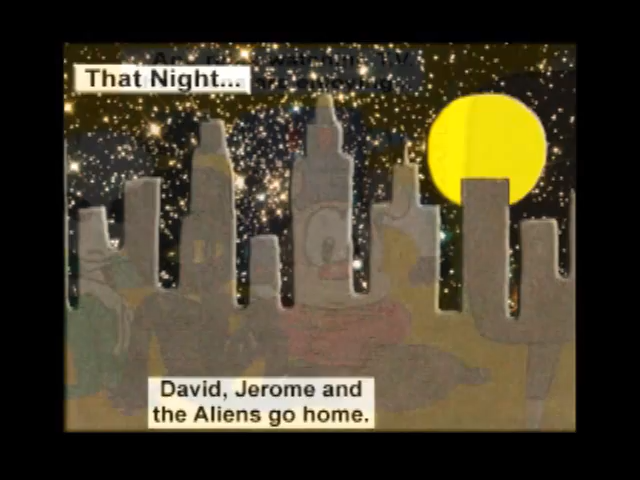 That Night...
David, Jerome and
the Aliens go home.